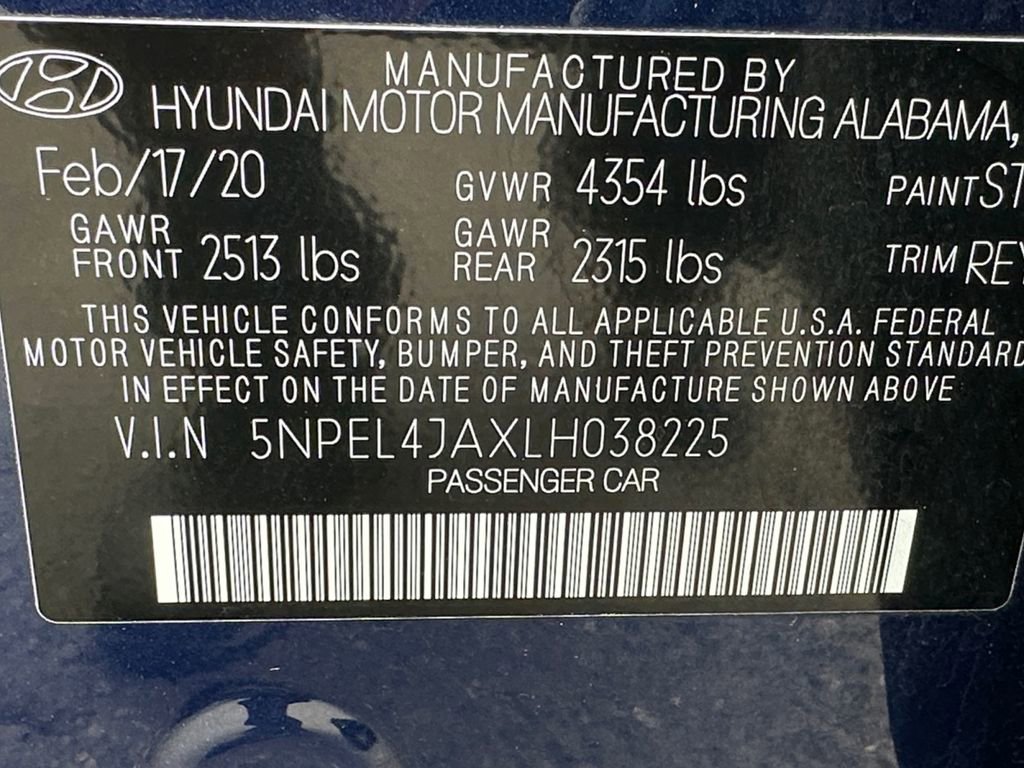 MANUFACTURED BY
HYUNDAI MOTOR MANUFACTURING ALABAMA,
Feb/17/20 GVWR 4354 lbs PAINT ST
GAWR FRONT 2513 lbs GAWR REAR 2315 lbs TRIM REY
THIS VEHICLE CONFORMS TO ALL APPLICABLE U.S.A. FEDERAL
MOTOR VEHICLE SAFETY, BUMPER, AND THEFT PREVENTION STANDARD
IN EFFECT ON THE DATE OF MANUFACTURE SHOWN ABOVE
V.I.N 5NPEL4JAXLH038225
PASSENGER CAR